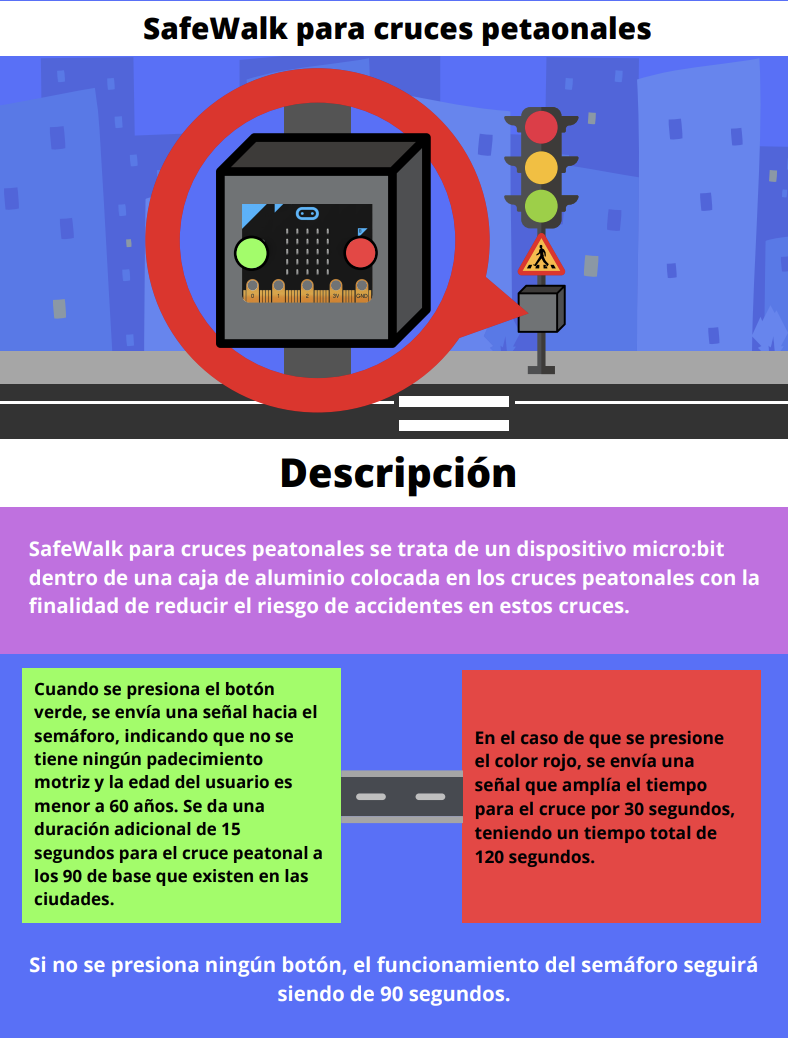 SafeWalk para cruces petaonales
0 1 2 3V GND
Descripción
SafeWalk para cruces peatonales se trata de un dispositivo micro:bit
dentro de una caja de aluminio colocada en los cruces peatonales con la
finalidad de reducir el riesgo de accidentes en estos cruces.
Cuando se presiona el botón
verde, se envía una señal hacia el
semáforo, indicando que no se
tiene ningún padecimiento
motriz y la edad del usuario es
menor a 60 años. Se da una
duración adicional de 15
segundos para el cruce peatonal a
los 90 de base que existen en las
ciudades.
En el caso de que se presione
el color rojo, se envía una
señal que amplía el tiempo
para el cruce por 30 segundos,
teniendo un tiempo total de
120 segundos.
Si no se presiona ningún botón, el funcionamiento del semáforo seguirá
siendo de 90 segundos.